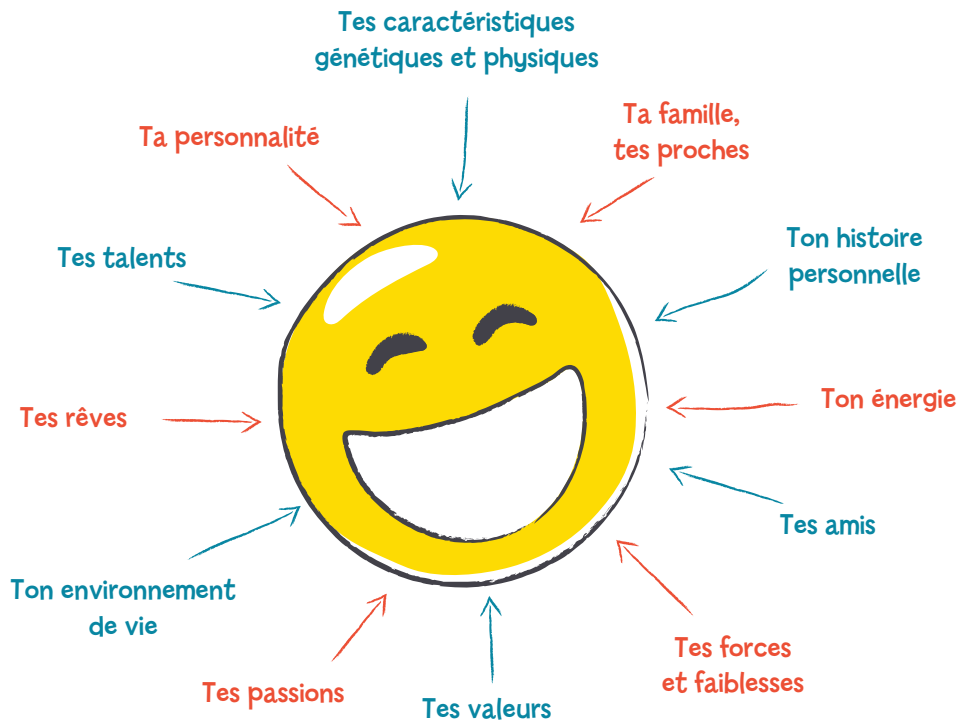 Tes caractéristiques
génétiques et physiques
Ta famille,
tes proches
Ta personnalité
Ton histoire
personnelle
Tes talents
Ton énergie
Tes rêves
Tes amis
Ton environnement
de vie
Tes forces
et faiblesses
Tes passions
Tes valeurs